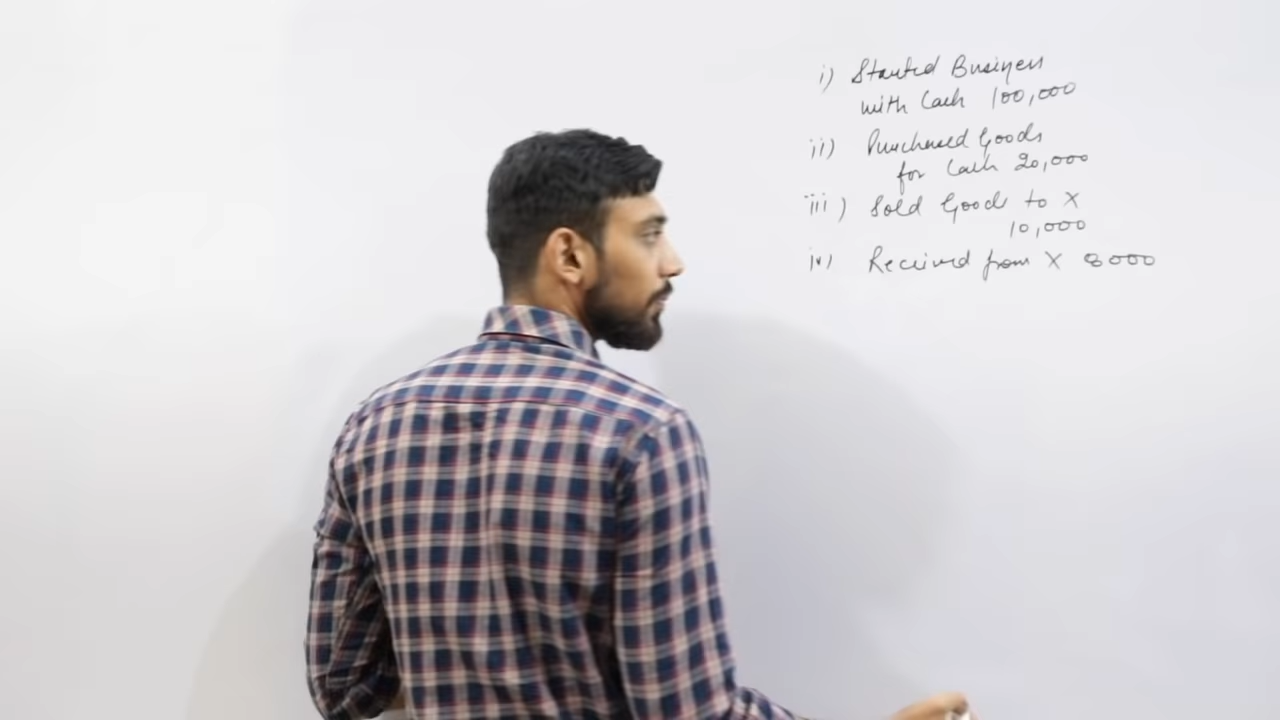 i) Started Business
with Cash 100,000
ii) Purchased Goods
for Cash 20,000
iii) Sold Goods to X
10,000
iv) Received from X 8000